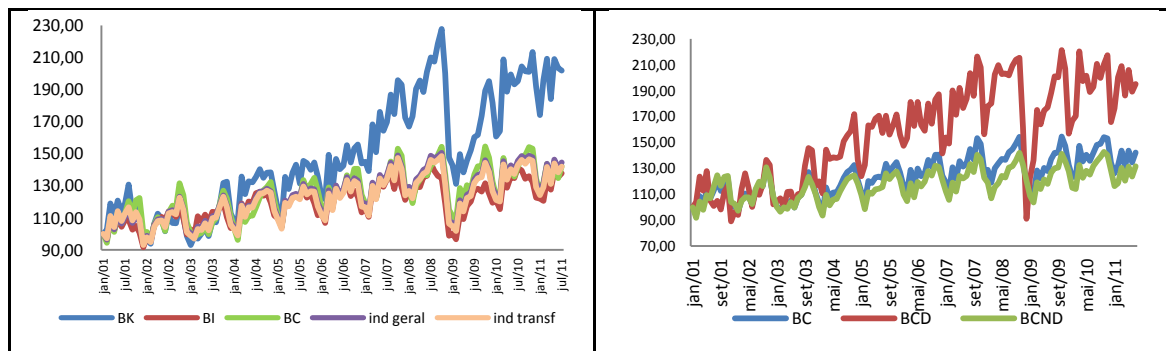 230,00
210,00
190,00
170,00
150,00
130,00
110,00
90,00
jan/01
jul/01
jan/02
jul/02
jan/03
jul/03
jan/04
jul/04
jan/05
jul/05
jan/06
jul/06
jan/07
jul/07
jan/08
jul/08
jan/09
jul/09
jan/10
jul/10
jan/11
jul/11
BK BI BC ind geral ind transf
230,00
210,00
190,00
170,00
150,00
130,00
110,00
90,00
70,00
jan/01
set/01
mai/02
jan/03
set/03
mai/04
jan/05
set/05
mai/06
jan/07
set/07
mai/08
jan/09
set/09
mai/10
jan/11
BC BCD BCND